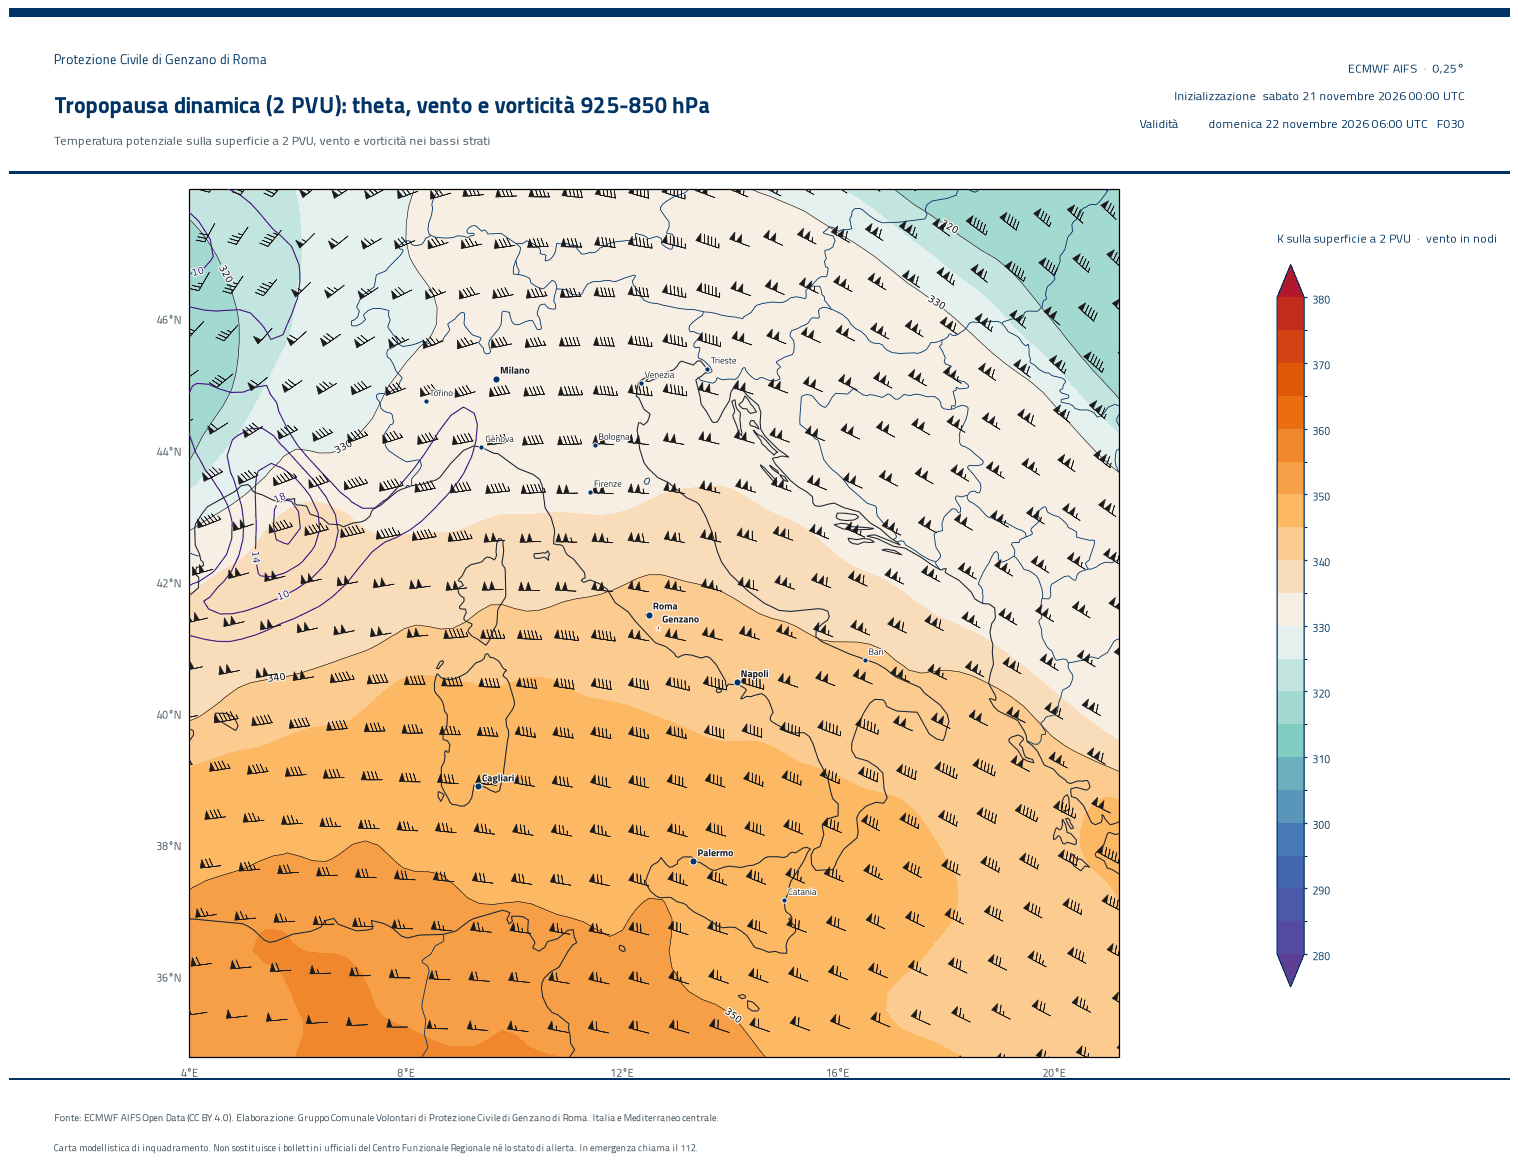 Protezione Civile di Genzano di Roma
Tropopausa dinamica (2 PVU): theta, vento e vorticità 925-850 hPa
Temperatura potenziale sulla superficie a 2 PVU, vento e vorticità nei bassi strati
ECMWF AIFS · 0,25°
Inizializzazione sabato 21 novembre 2026 00:00 UTC
Validità domenica 22 novembre 2026 06:00 UTC F030
K sulla superficie a 2 PVU · vento in nodi
380
370
360
350
340
330
320
310
300
290
280
46°N
44°N
42°N
40°N
38°N
36°N
4°E
8°E
12°E
16°E
20°E
320
10
320
330
Trieste
Milano
Venezia
Torino
330
Genova
Bologna
Firenze
18
14
10
Roma
Genzano
Bari
340
Napoli
Cagliari
Palermo
Catania
350
Fonte: ECMWF AIFS Open Data (CC BY 4.0). Elaborazione: Gruppo Comunale Volontari di Protezione Civile di Genzano di Roma. Italia e Mediterraneo centrale.
Carta modellistica di inquadramento. Non sostituisce i bollettini ufficiali del Centro Funzionale Regionale né lo stato di allerta. In emergenza chiama il 112.